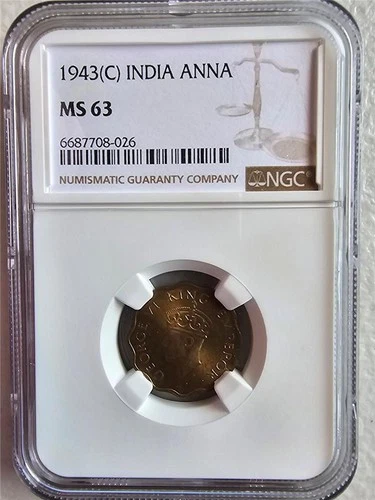 1943(C) INDIA ANNA
MS 63
6687708-026
NUMISMATIC GUARANTY COMPANY
NGC
GEORGE VI KING EMPEROR